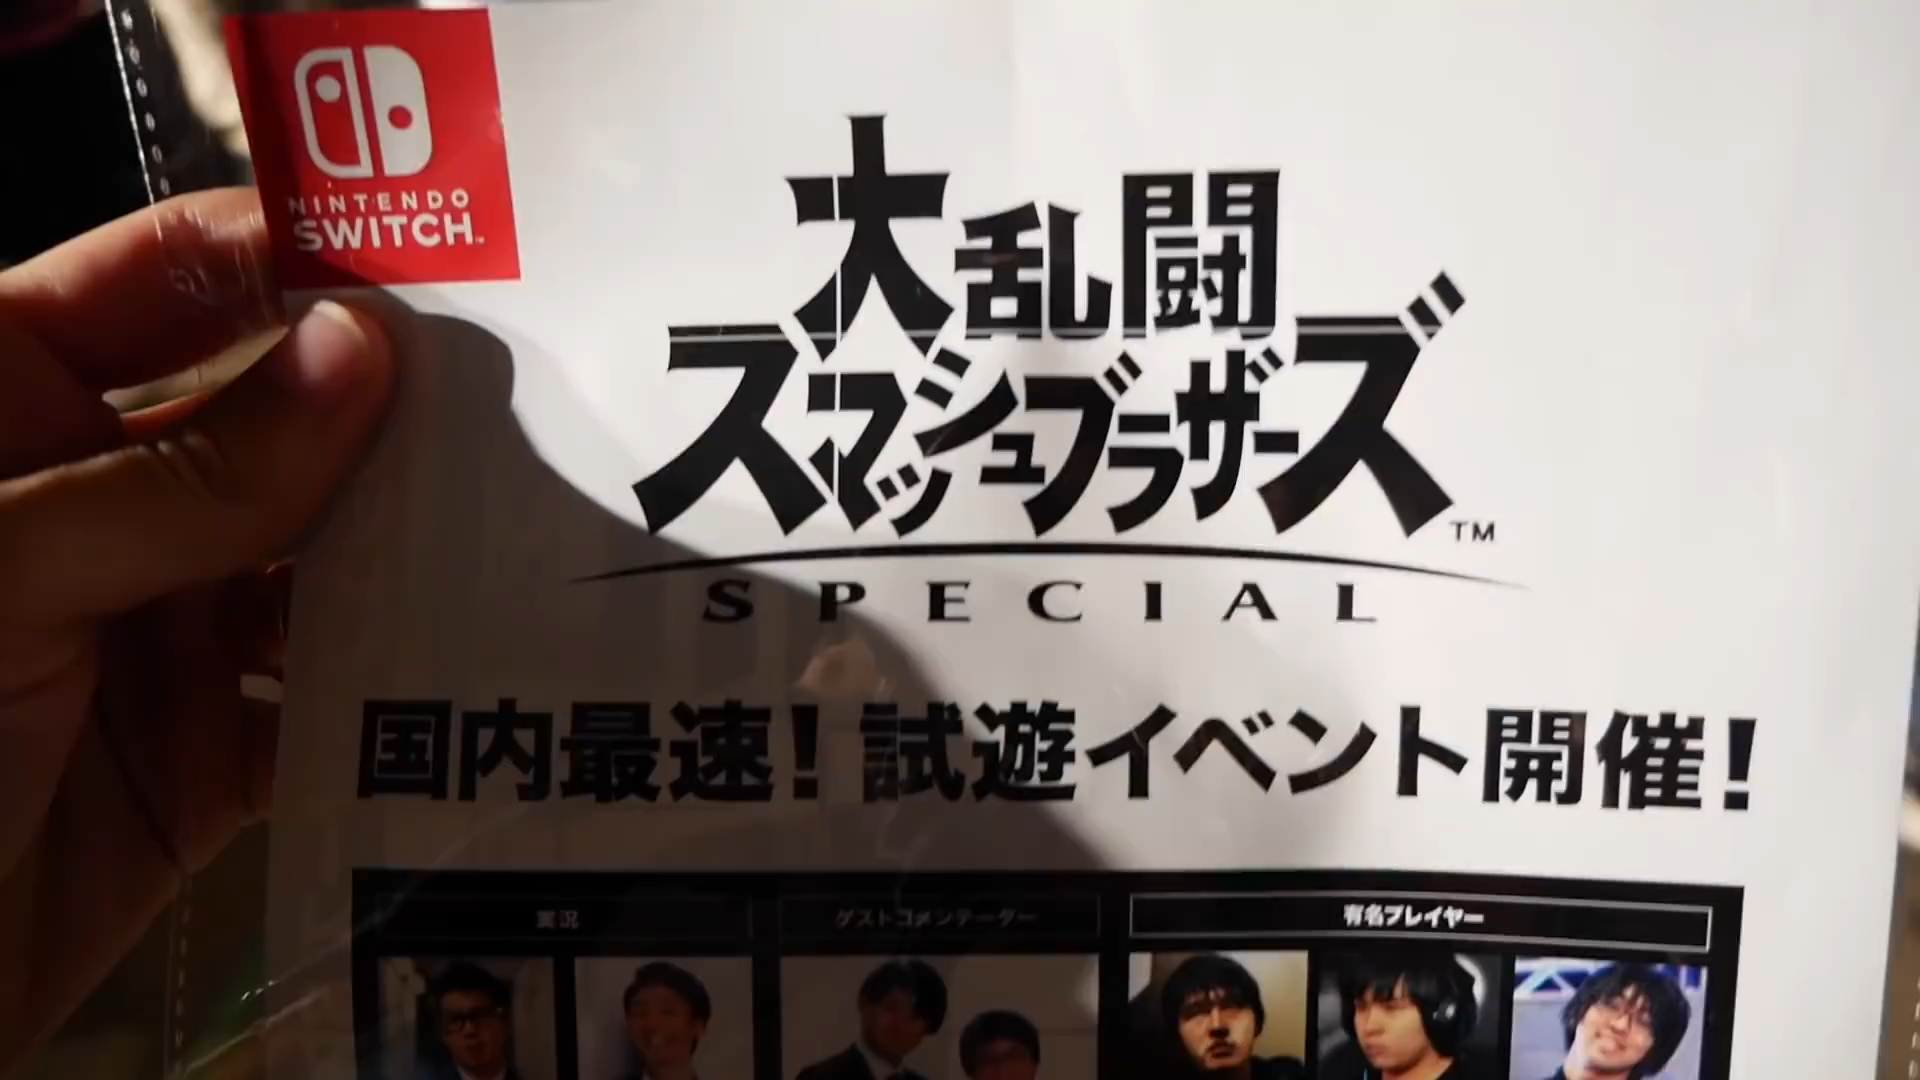 NINTENDO
SWITCH™
大乱闘
スマッシュブラザーズ™
SPECIAL
国内最速！試遊イベント開催！
実況
ゲストコメンテーター
有名プレイヤー